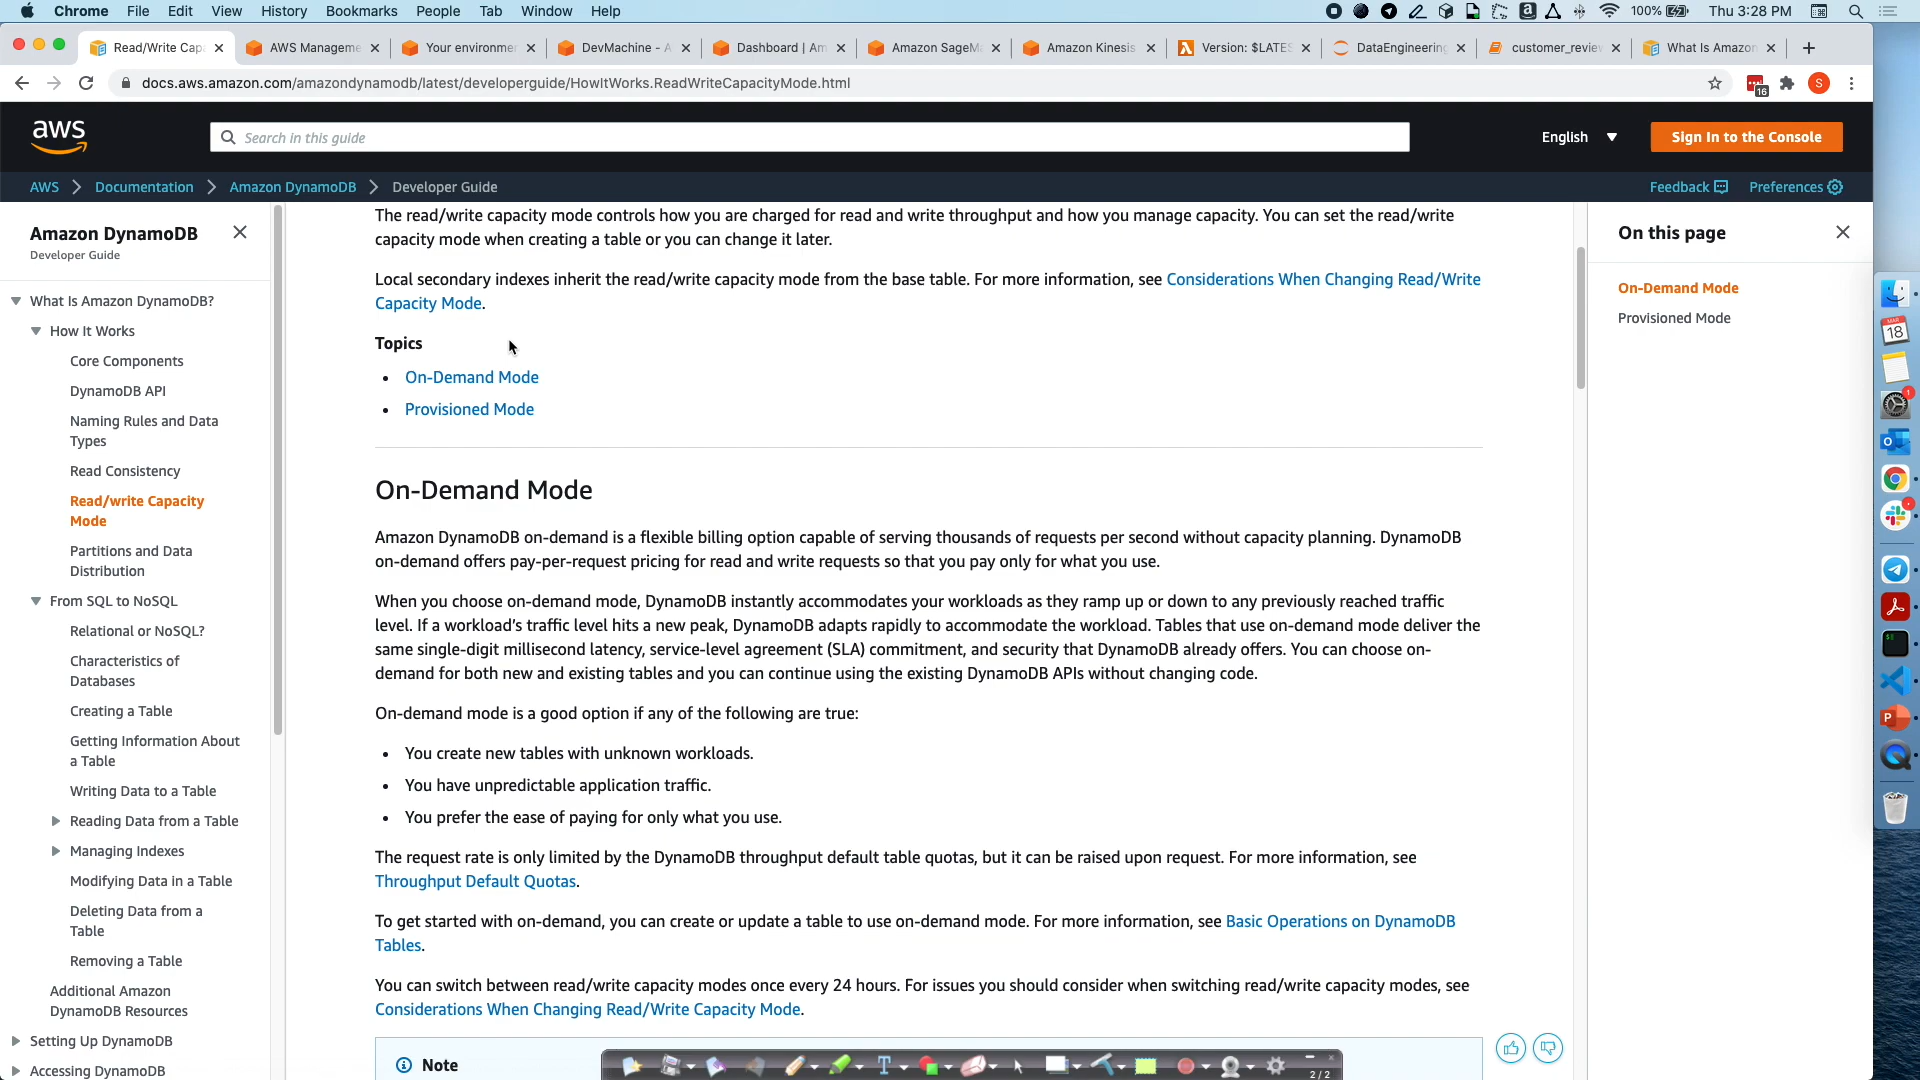 Chrome File Edit View History Bookmarks People Tab Window Help
100% Thu 3:28 PM
Read/Write Cap
AWS Manageme
Your environme
DevMachine - A
Dashboard | Am
Amazon SageM
Amazon Kinesis
Version: $LATES
DataEngineering
customer_revie
What Is Amazon
docs.aws.amazon.com/amazondynamodb/latest/developerguide/HowItWorks.ReadWriteCapacityMode.html
16
S
aws
Search in this guide
English
Sign In to the Console
AWS
Documentation
Amazon DynamoDB
Developer Guide
Feedback
Preferences
Amazon DynamoDB
Developer Guide
What Is Amazon DynamoDB?
How It Works
Core Components
DynamoDB API
Naming Rules and Data
Types
Read Consistency
Read/write Capacity
Mode
Partitions and Data
Distribution
From SQL to NoSQL
Relational or NoSQL?
Characteristics of
Databases
Creating a Table
Getting Information About
a Table
Writing Data to a Table
Reading Data from a Table
Managing Indexes
Modifying Data in a Table
Deleting Data from a
Table
Removing a Table
Additional Amazon
DynamoDB Resources
Setting Up DynamoDB
Accessing DynamoDB
The read/write capacity mode controls how you are charged for read and write throughput and how you manage capacity. You can set the read/write
capacity mode when creating a table or you can change it later.
Local secondary indexes inherit the read/write capacity mode from the base table. For more information, see Considerations When Changing Read/Write
Capacity Mode.
Topics
• On-Demand Mode
• Provisioned Mode
On-Demand Mode
Amazon DynamoDB on-demand is a flexible billing option capable of serving thousands of requests per second without capacity planning. DynamoDB
on-demand offers pay-per-request pricing for read and write requests so that you pay only for what you use.
When you choose on-demand mode, DynamoDB instantly accommodates your workloads as they ramp up or down to any previously reached traffic
level. If a workload's traffic level hits a new peak, DynamoDB adapts rapidly to accommodate the workload. Tables that use on-demand mode deliver the
same single-digit millisecond latency, service-level agreement (SLA) commitment, and security that DynamoDB already offers. You can choose on-
demand for both new and existing tables and you can continue using the existing DynamoDB APIs without changing code.
On-demand mode is a good option if any of the following are true:
• You create new tables with unknown workloads.
• You have unpredictable application traffic.
• You prefer the ease of paying for only what you use.
The request rate is only limited by the DynamoDB throughput default table quotas, but it can be raised upon request. For more information, see
Throughput Default Quotas.
To get started with on-demand, you can create or update a table to use on-demand mode. For more information, see Basic Operations on DynamoDB
Tables.
You can switch between read/write capacity modes once every 24 hours. For issues you should consider when switching read/write capacity modes, see
Considerations When Changing Read/Write Capacity Mode.
Note
2/2
On this page
On-Demand Mode
Provisioned Mode
MAR
18
1